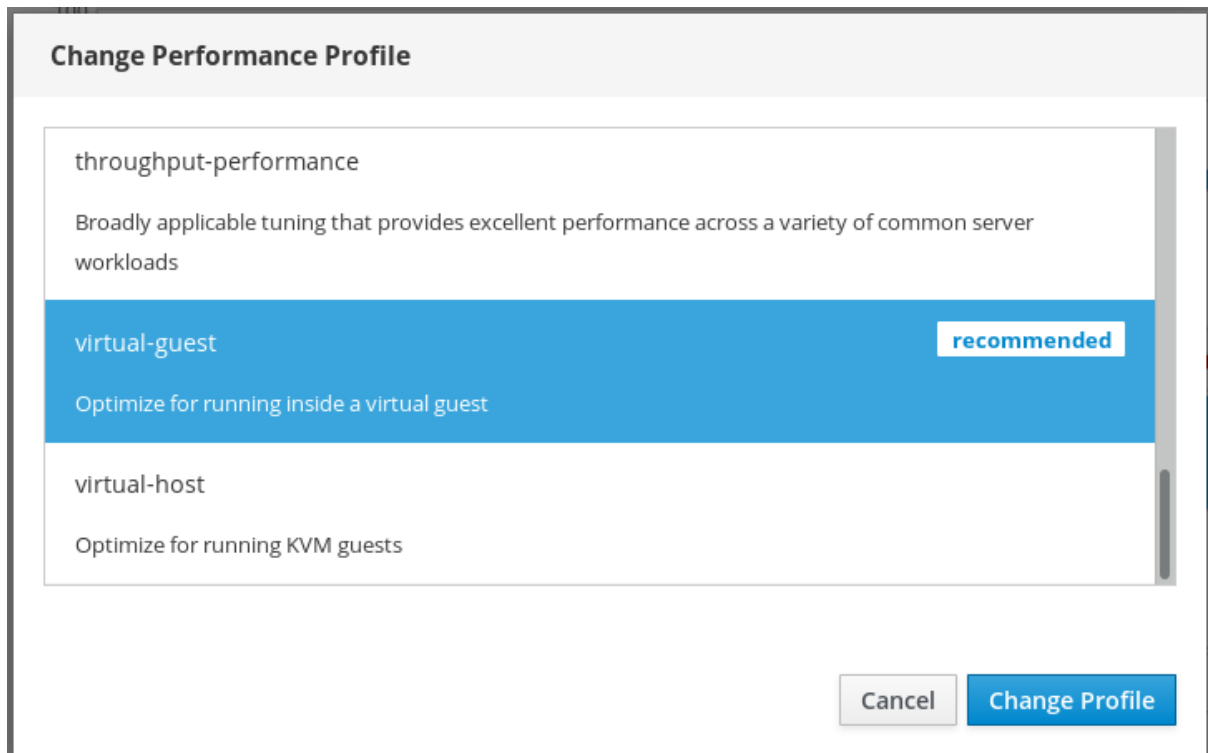 Change Performance Profile
throughput-performance
Broadly applicable tuning that provides excellent performance across a variety of common server
workloads
virtual-guest
recommended
Optimize for running inside a virtual guest
virtual-host
Optimize for running KVM guests
Cancel
Change Profile